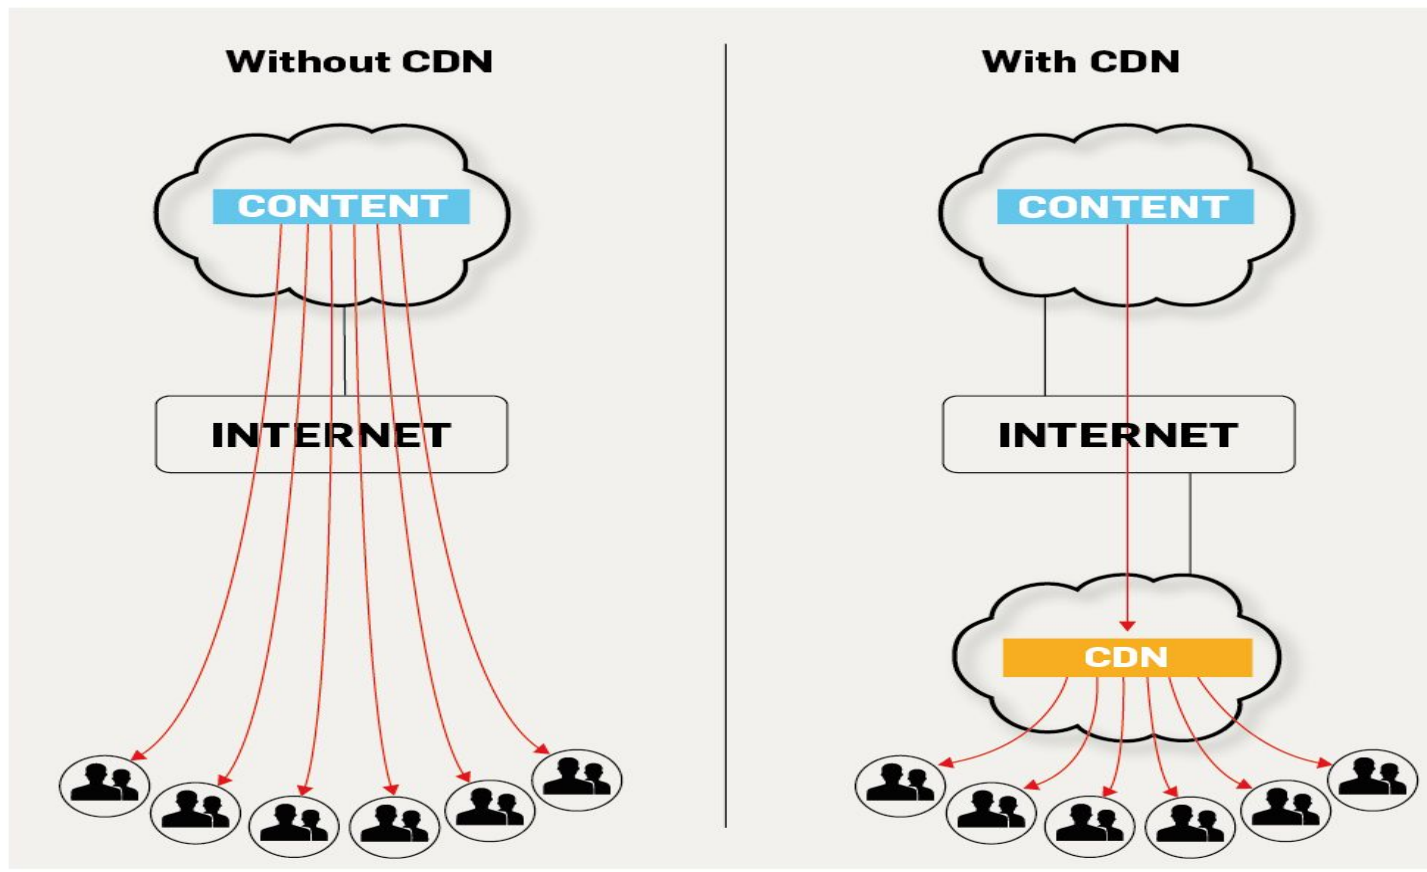 Without CDN
CONTENT
INTERNET
With CDN
CONTENT
INTERNET
CDN